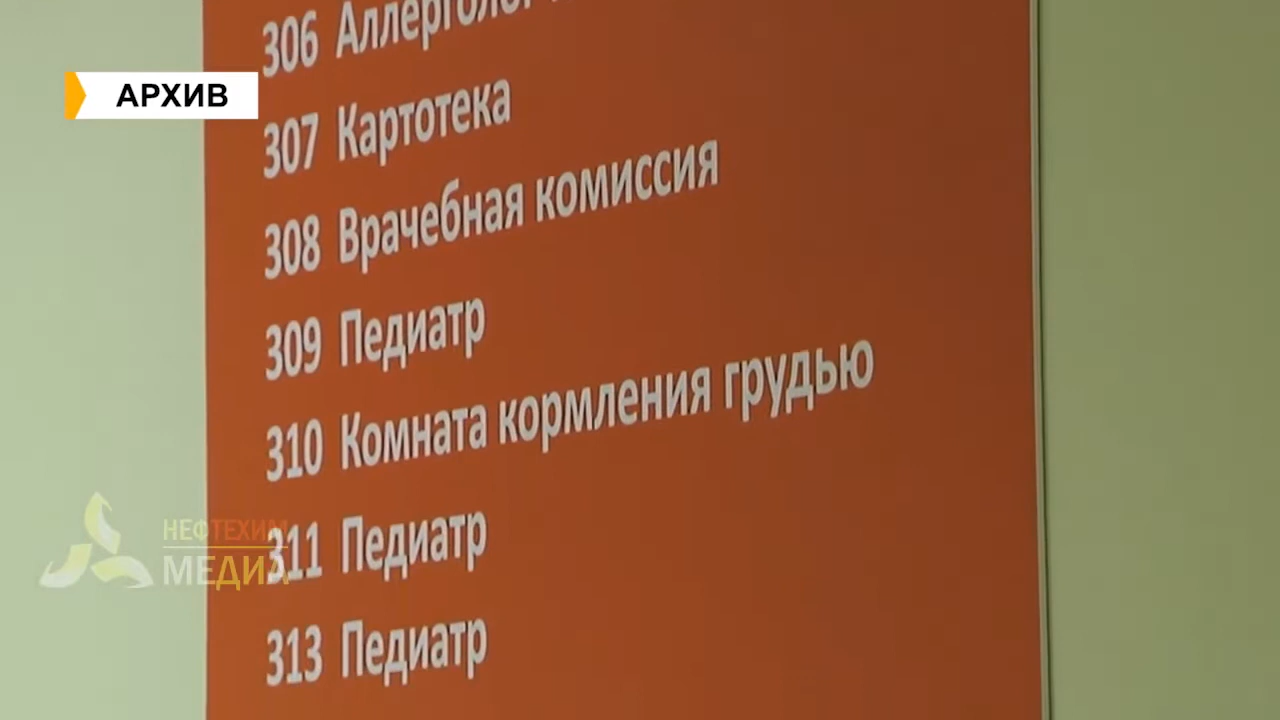 АРХИВ
306
307 Картотека
308 Врачебная комиссия
309 Педиатр
310 Комната кормления грудью
311 Педиатр
313 Педиатр
НЕФТЕХИМ
МЕДИА